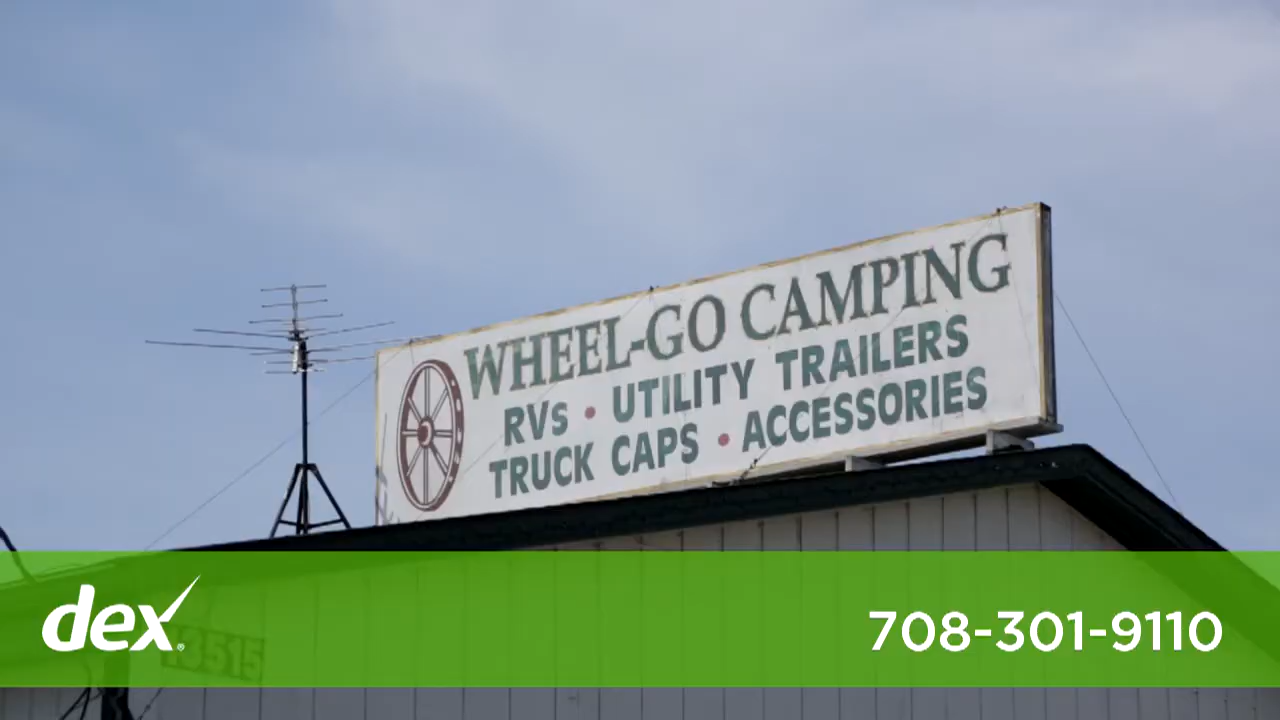 WHEEL-GO CAMPING
RVs • UTILITY TRAILERS
TRUCK CAPS • ACCESSORIES
dex®
708-301-9110